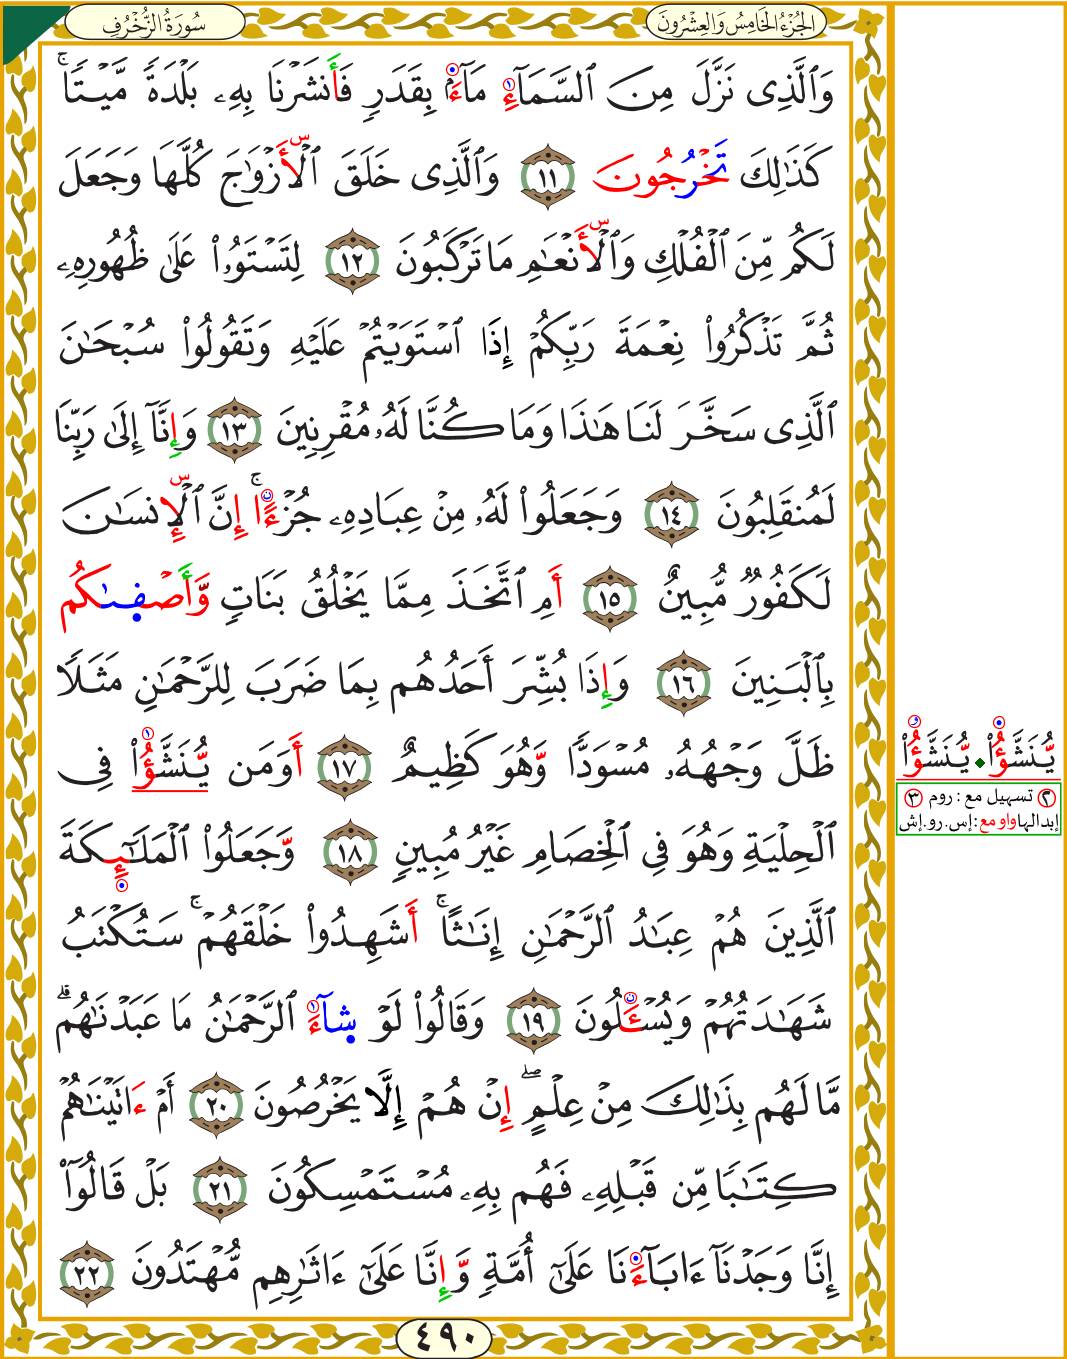 سُورَةُ الزُّخْرُفِ
الجُزْءُ الخَامِسُ وَالعِشْرُونَ
وَٱلَّذِى نَزَّلَ مِنَ ٱلسَّمَآءِ مَآءَۢ بِقَدَرٍ فَأَنشَرْنَا بِهِۦ بَلْدَةً مَّيْتًا ۚ
كَذَٰلِكَ تَخْرُجُونَ ١١ وَٱلَّذِى خَلَقَ ٱلْأَزْوَٰجَ كُلَّهَا وَجَعَلَ
لَكُم مِّنَ ٱلْفُلْكِ وَٱلْأَنْعَٰمِ مَا تَرْكَبُونَ ١٢ لِتَسْتَوُۥا۟ عَلَىٰ ظُهُورِهِۦ
ثُمَّ تَذْكُرُوا۟ نِعْمَةَ رَبِّكُمْ إِذَا ٱسْتَوَيْتُمْ عَلَيْهِ وَتَقُولُوا۟ سُبْحَٰنَ
ٱلَّذِى سَخَّرَ لَنَا هَٰذَا وَمَا كُنَّا لَهُۥ مُقْرِنِينَ ١٣ وَإِنَّآ إِلَىٰ رَبِّنَا
لَمُنقَلِبُونَ ١٤ وَجَعَلُوا۟ لَهُۥ مِنْ عِبَادِهِۦ جُزْءًا ۚ إِنَّ ٱلْإِنسَٰنَ
لَكَفُورٌ مُّبِينٌ ١٥ أَمِ ٱتَّخَذَ مِمَّا يَخْلُقُ بَنَاتٍ وَّأَصْفَىٰكُم
بِٱلْبَنِينَ ١٦ وَإِذَا بُشِّرَ أَحَدُهُم بِمَا ضَرَبَ لِلرَّحْمَٰنِ مَثَلًا
ظَلَّ وَجْهُهُۥ مُسْوَدًّا وَّهُوَ كَظِيمٌ ١٧ أَوَمَن يُّنَشَّؤُا۟ فِى
ٱلْحِلْيَةِ وَهُوَ فِى ٱلْخِصَامِ غَيْرُ مُبِينٍ ١٨ وَّجَعَلُوا۟ ٱلْمَلَٰٓئِكَةَ
ٱلَّذِينَ هُمْ عِبَٰدُ ٱلرَّحْمَٰنِ إِنَٰثًا ۚ أَشَهِدُوا۟ خَلْقَهُمْ ۚ سَتُكْتَبُ
شَهَٰدَتُهُمْ وَيُسْـَٔلُونَ ١٩ وَقَالُوا۟ لَوْ شَآءَ ٱلرَّحْمَٰنُ مَا عَبَدْنَٰهُم ۗ
مَّا لَهُم بِذَٰلِكَ مِنْ عِلْمٍ ۖ إِنْ هُمْ إِلَّا يَخْرُصُونَ ٢٠ أَمْ ءَاتَيْنَٰهُمْ
كِتَٰبًا مِّن قَبْلِهِۦ فَهُم بِهِۦ مُسْتَمْسِكُونَ ٢١ بَلْ قَالُوٓا۟
إِنَّا وَجَدْنَآ ءَابَآءَنَا عَلَىٰٓ أُمَّةٍ وَّإِنَّا عَلَىٰٓ ءَاثَٰرِهِم مُّهْتَدُونَ ٢٢
٤٩٠
يُّنَشَّؤُا۟ يُّنَشَّؤُا۟
٢ تسهيل مع : روم ٣
إبدالها واو مع : إس . رو . إش